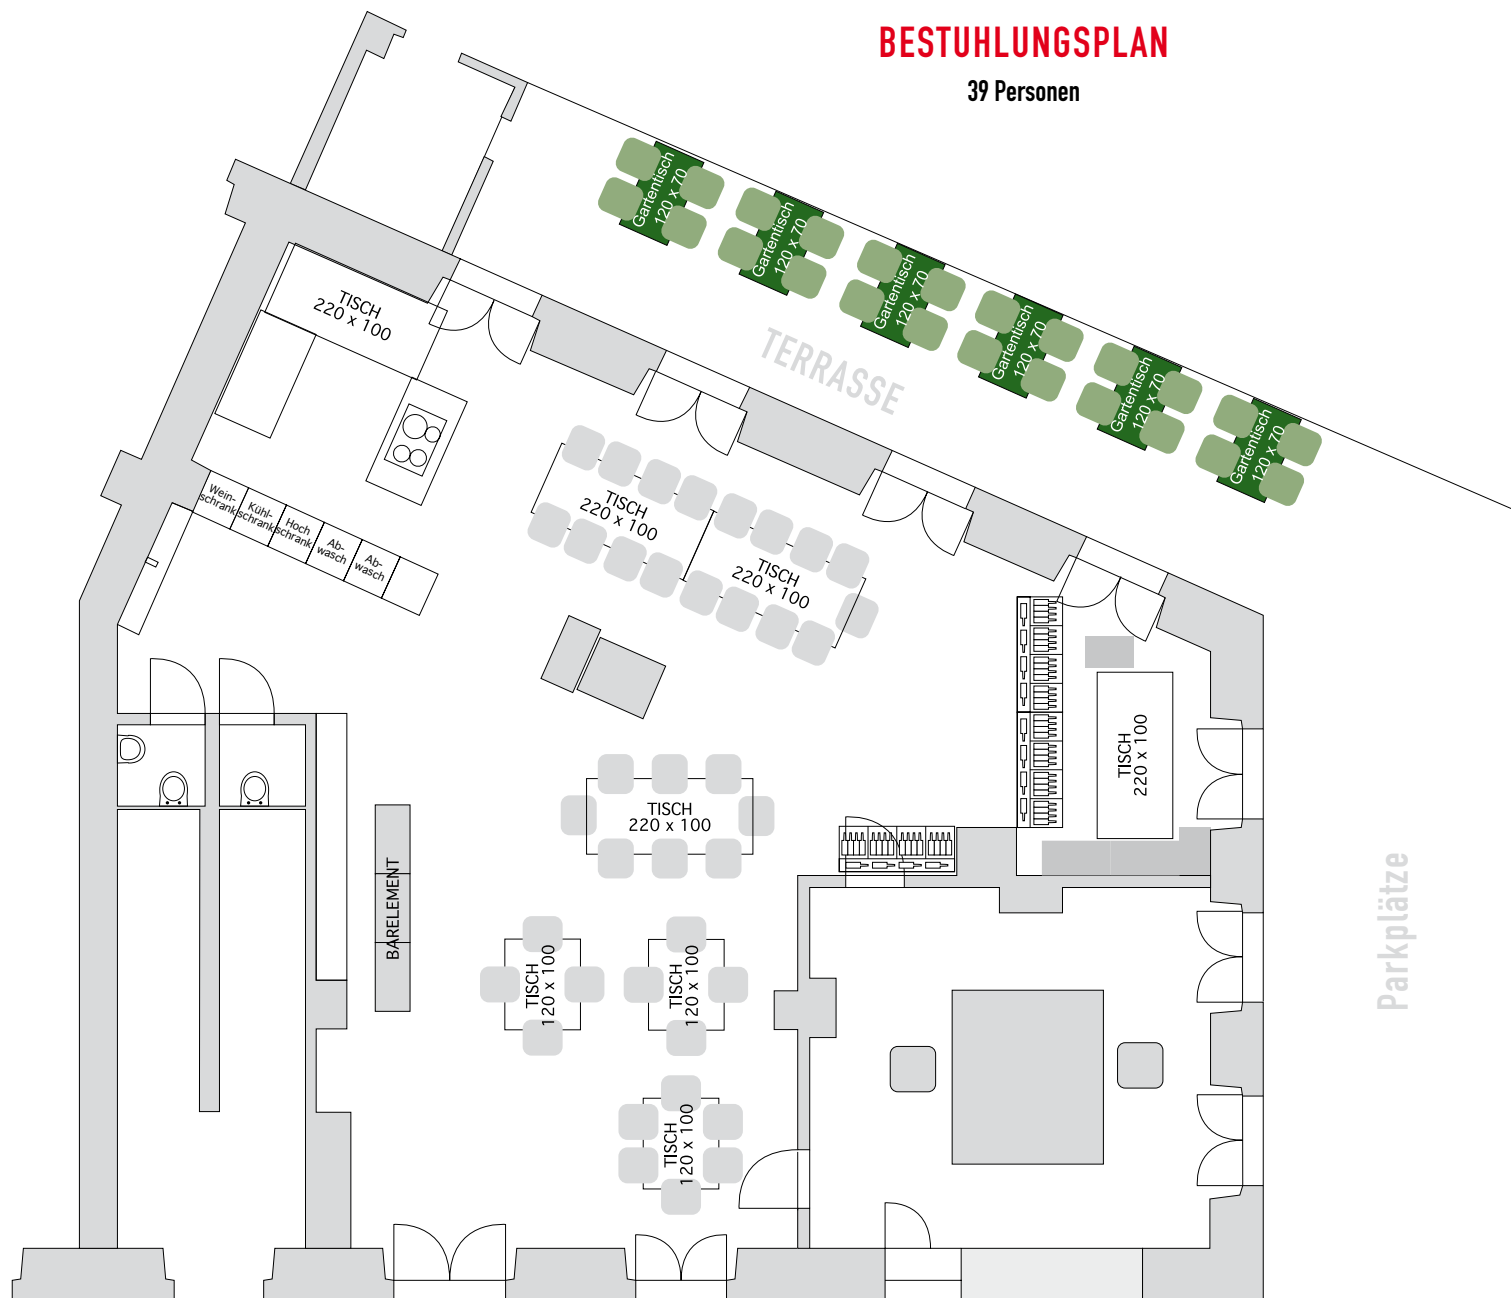 BESTUHLUNGSPLAN
39 Personen
Gartentisch
120 x 70
Gartentisch
120 x 70
Gartentisch
120 x 70
Gartentisch
120 x 70
Gartentisch
120 x 70
Gartentisch
120 x 70
TERRASSE
TISCH
220 x 100
Wein-
schrank
Kühl-
schrank
Hoch
schrank
Ab-
wasch
Ab-
wasch
TISCH
220 x 100
TISCH
220 x 100
TISCH
220 x 100
TISCH
220 x 100
BARELEMENT
TISCH
120 x 100
TISCH
120 x 100
TISCH
120 x 100
Parkplätze